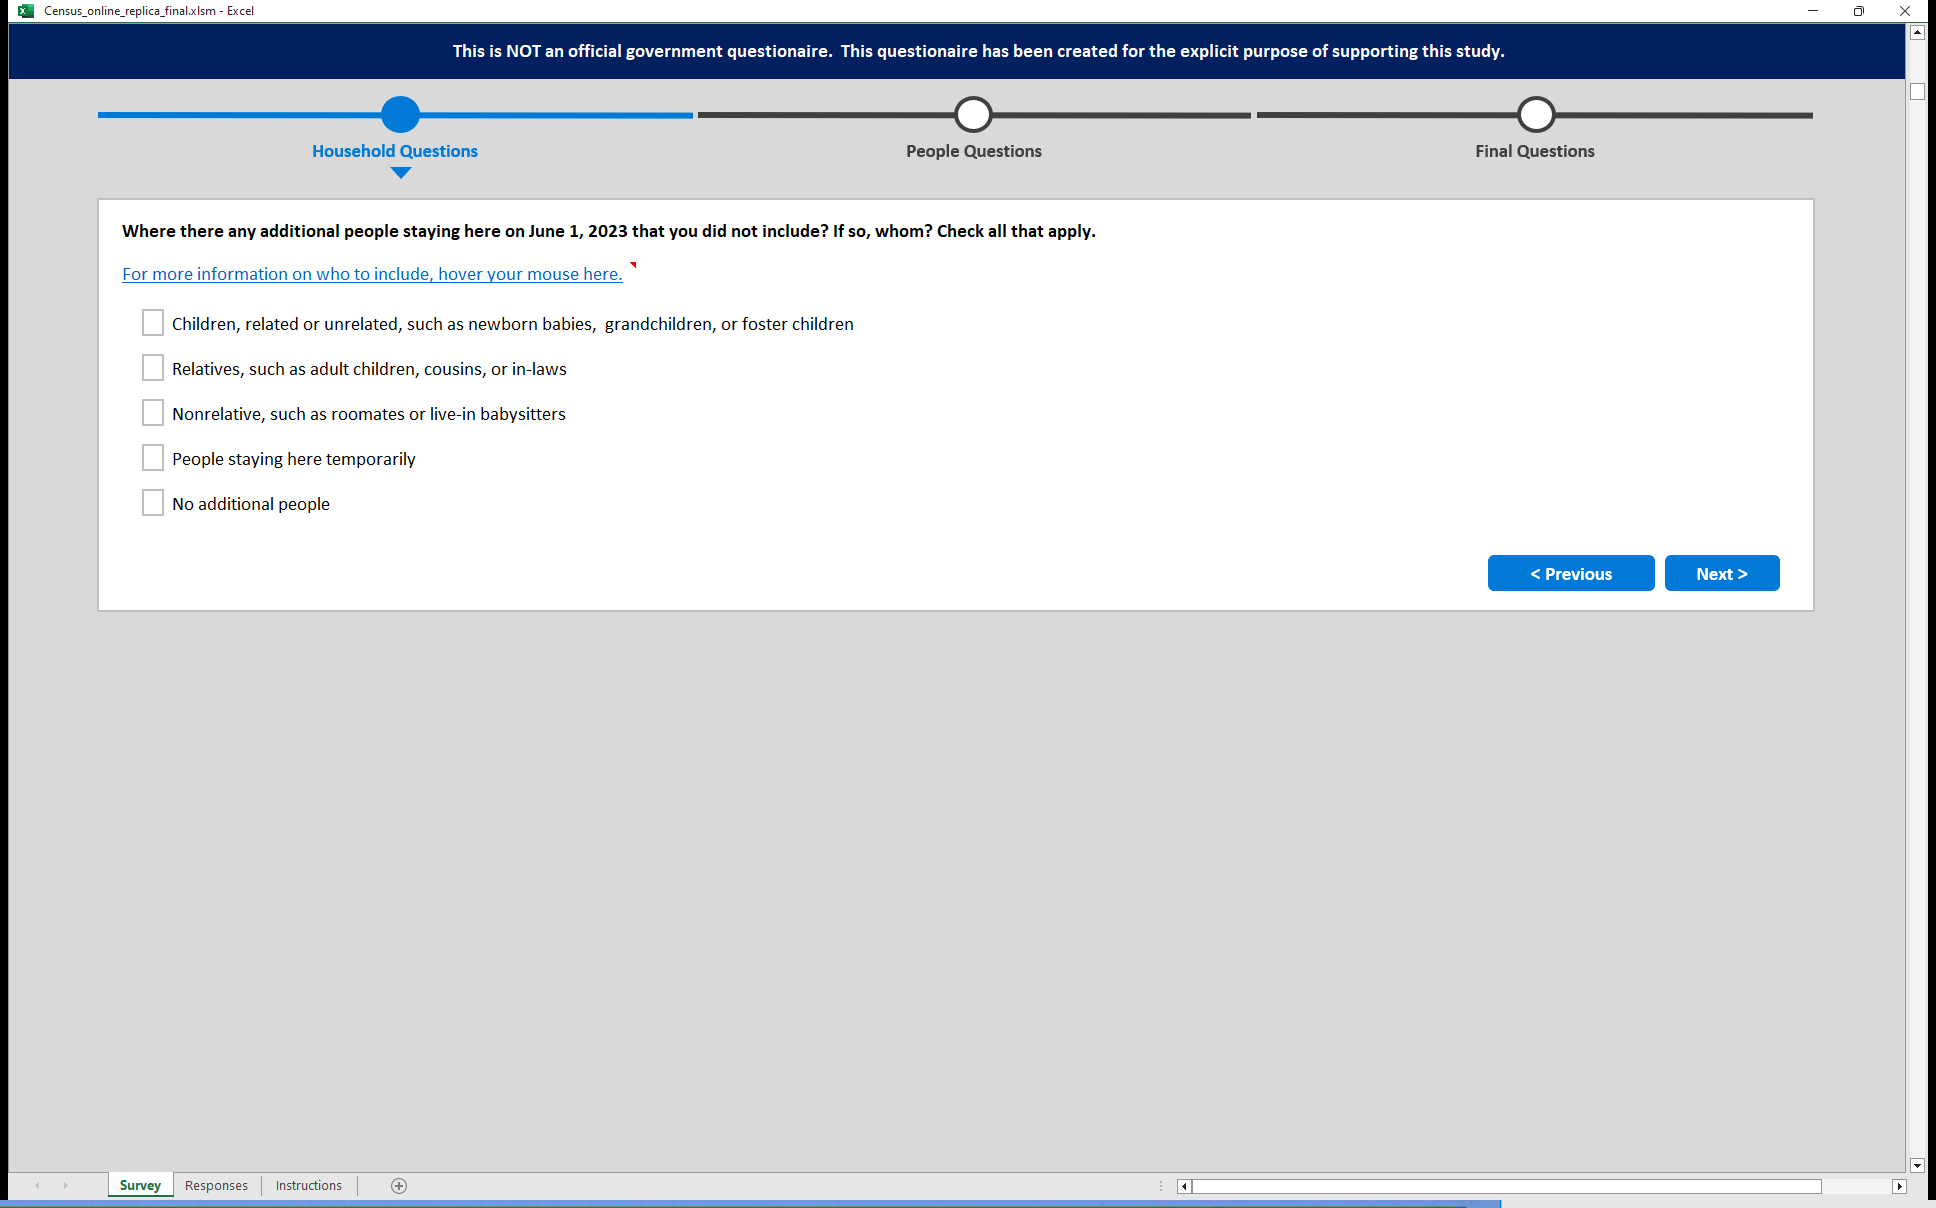 Census_online_replica_final.xlsm - Excel
This is NOT an official government questionaire.  This questionaire has been created for the explicit purpose of supporting this study.
Household Questions
People Questions
Final Questions
Where there any additional people staying here on June 1, 2023 that you did not include? If so, whom? Check all that apply.
For more information on who to include, hover your mouse here.
Children, related or unrelated, such as newborn babies,  grandchildren, or foster children
Relatives, such as adult children, cousins, or in-laws
Nonrelative, such as roomates or live-in babysitters
People staying here temporarily
No additional people
< Previous
Next >
Survey
Responses
Instructions